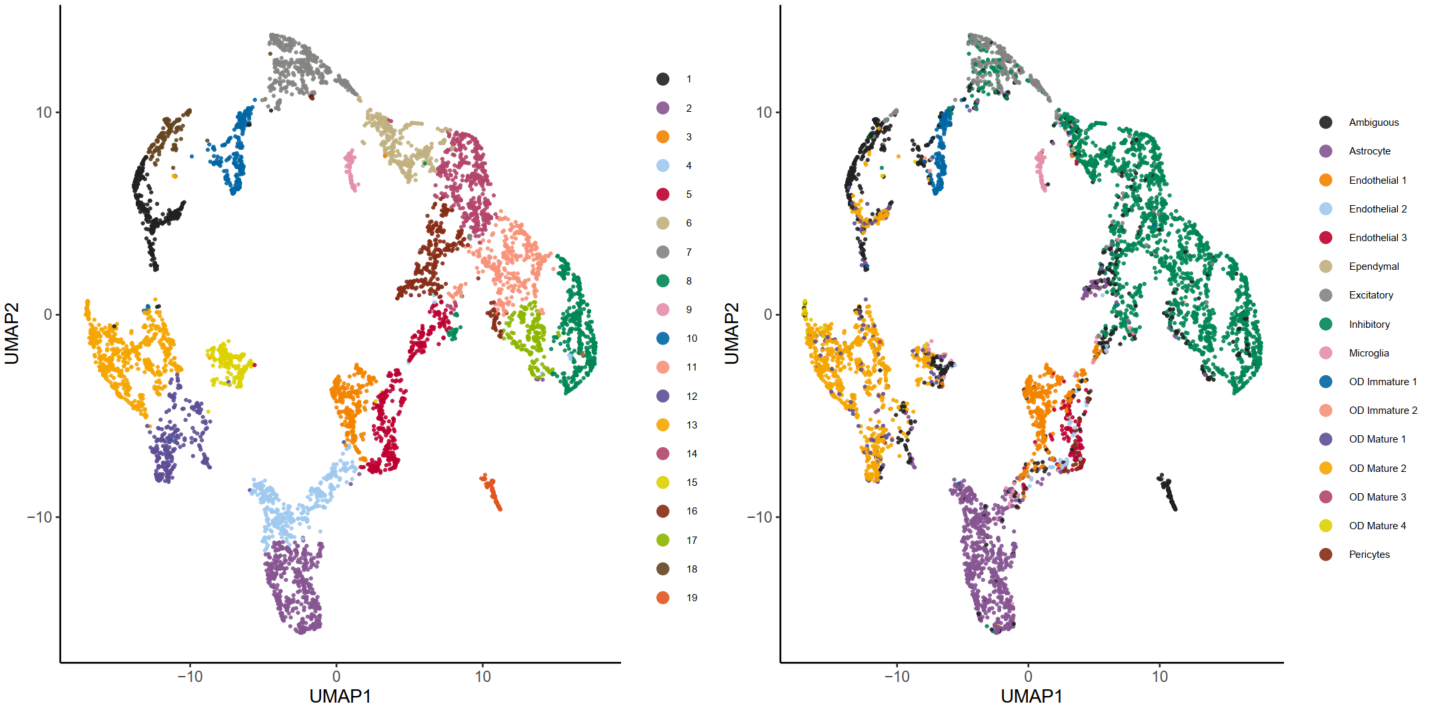 10
0
−10
UMAP2
−10
0
10
UMAP1
1
2
3
4
5
6
7
8
9
10
11
12
13
14
15
16
17
18
19
10
0
−10
UMAP2
−10
0
10
UMAP1
Ambiguous
Astrocyte
Endothelial 1
Endothelial 2
Endothelial 3
Ependymal
Excitatory
Inhibitory
Microglia
OD Immature 1
OD Immature 2
OD Mature 1
OD Mature 2
OD Mature 3
OD Mature 4
Pericytes